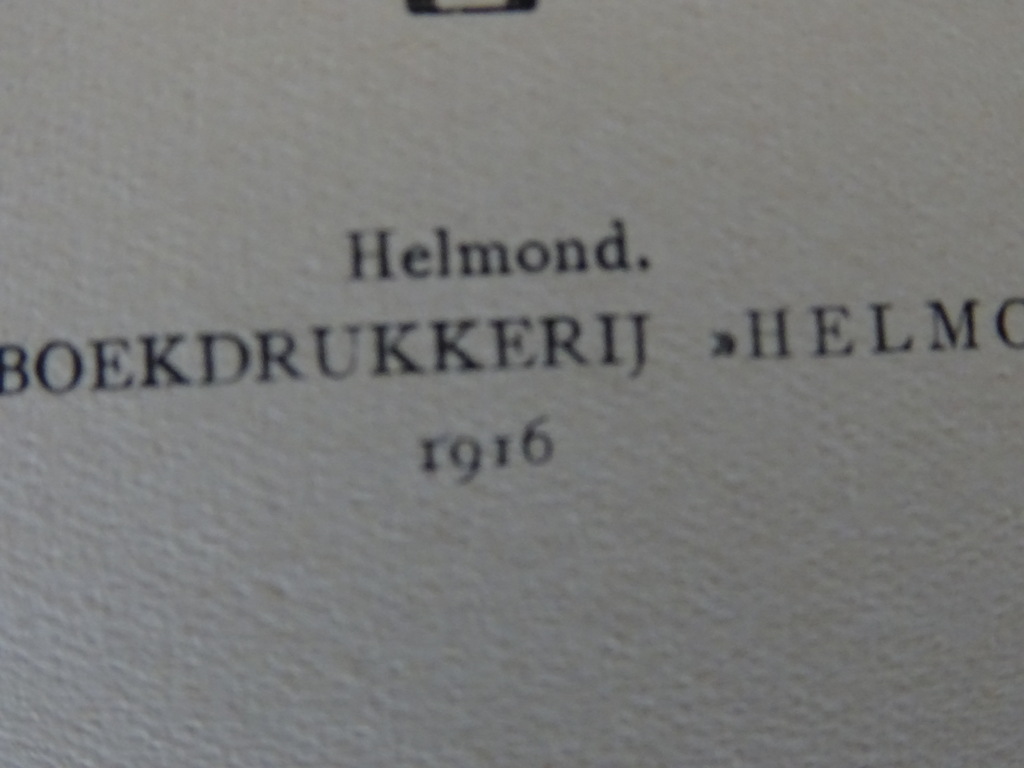 Helmond.
BOEKDRUKKERIJ »HELMO
1916